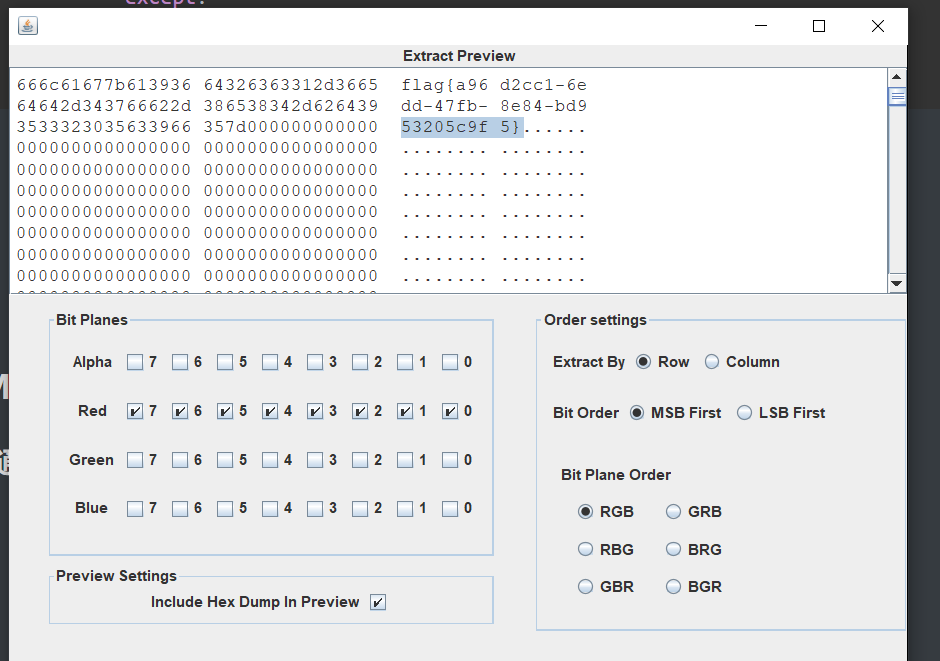 except:
Extract Preview
666c61677b613936 64326363312d3665 flag{a96 d2cc1-6e
64642d343766622d 386538342d626439 dd-47fb- 8e84-bd9
3533323035633966 357d000000000000 53205c9f 5}......
0000000000000000 0000000000000000 ........ ........
0000000000000000 0000000000000000 ........ ........
0000000000000000 0000000000000000 ........ ........
0000000000000000 0000000000000000 ........ ........
0000000000000000 0000000000000000 ........ ........
0000000000000000 0000000000000000 ........ ........
0000000000000000 0000000000000000 ........ ........
Bit Planes
Alpha 7 6 5 4 3 2 1 0
Red 7 6 5 4 3 2 1 0
Green 7 6 5 4 3 2 1 0
Blue 7 6 5 4 3 2 1 0
Preview Settings
Include Hex Dump In Preview
Order settings
Extract By Row Column
Bit Order MSB First LSB First
Bit Plane Order
RGB GRB
RBG BRG
GBR BGR